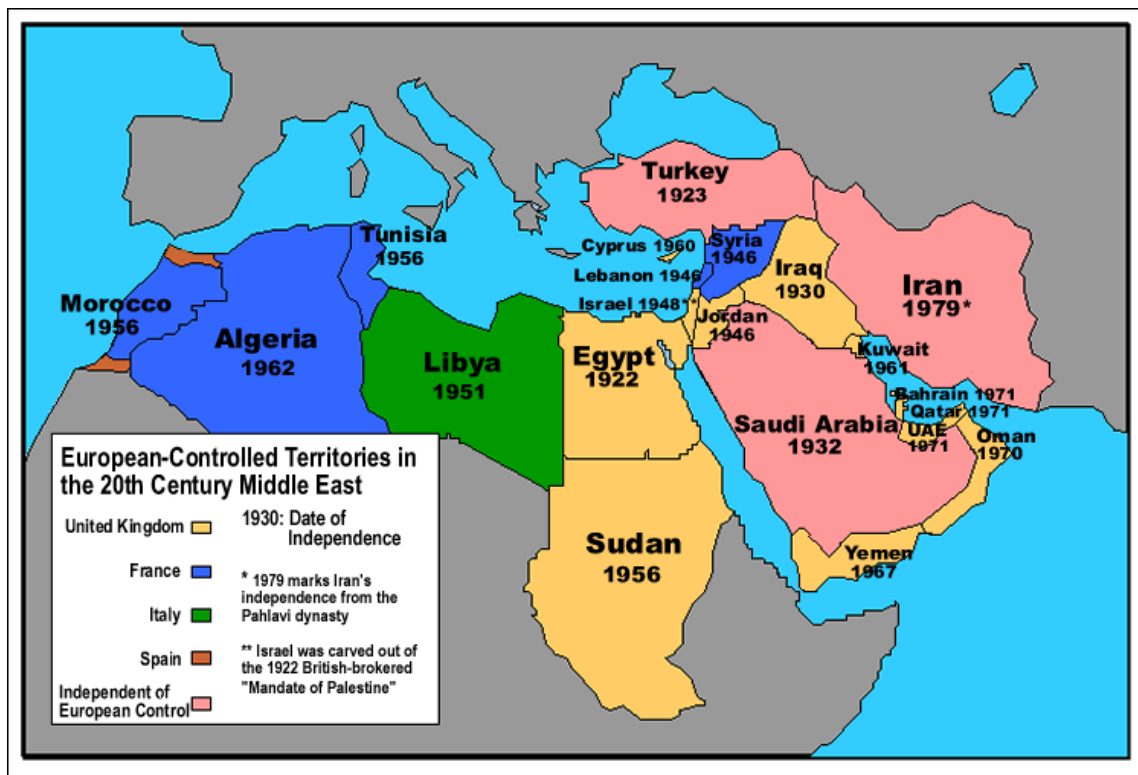 Turkey
1923
Tunisia
1956
Cyprus 1960
Syria
1946
Lebanon 1946
Iraq
1930
Iran
1979*
Israel 1948**
Morocco
1956
Jordan
1946
Algeria
1962
Libya
1951
Egypt
1922
Kuwait
1961
Bahrain 1971
Qatar 1971
Saudi Arabia
1932
UAE
1971
Oman
1970
Sudan
1956
Yemen
1967
European-Controlled Territories in
the 20th Century Middle East
United Kingdom
France
Italy
Spain
Independent of
European Control
1930: Date of
Independence
* 1979 marks Iran's
independence from the
Pahlavi dynasty
** Israel was carved out of
the 1922 British-brokered
"Mandate of Palestine"